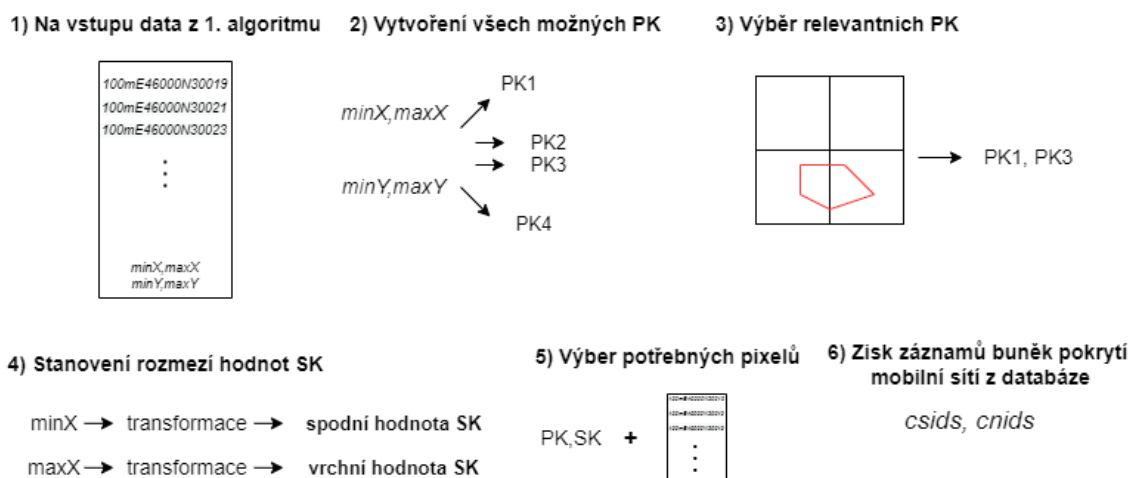 1) Na vstupu data z 1. algoritmu
2) Vytvoření všech možných PK
3) Výběr relevantnich PK
100mE46000N30019
100mE46000N30021
100mE46000N30023
minX,maxX
minY,maxY
minX,maxX
minY,maxY
PK1
PK2
PK3
PK4
PK1, PK3
4) Stanovení rozmezí hodnot SK
minX
transformace
spodní hodnota SK
maxX
transformace
vrchní hodnota SK
5) Výber potřebných pixelů
PK,SK +
6) Zisk záznamů buněk pokrytí
mobilní sítí z databáze
csids, cnids